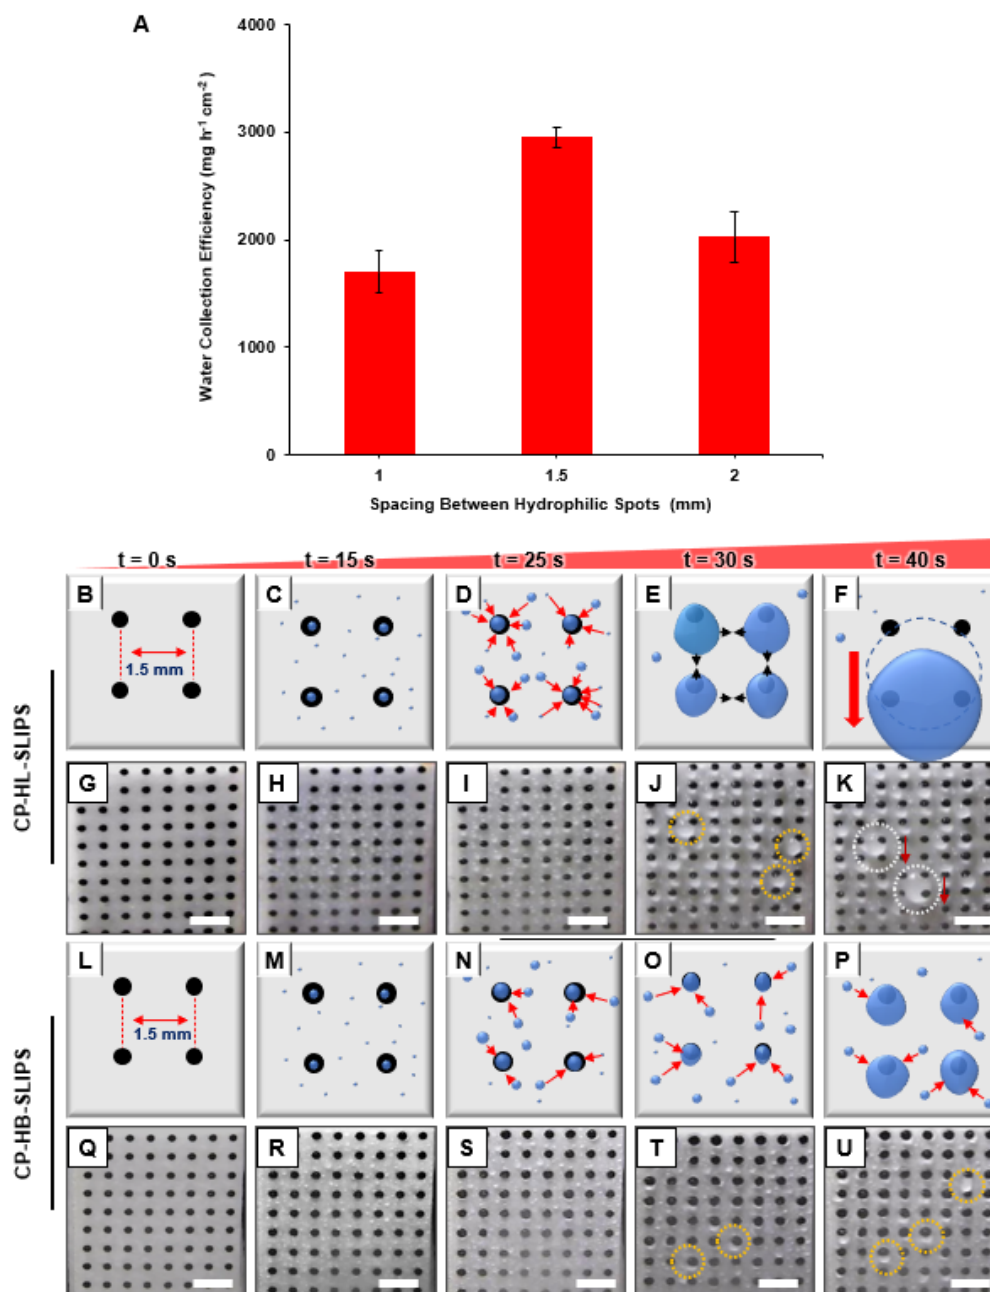 A
4000
3000
2000
1000
0
Water Collection Efficiency (mg h⁻¹ cm⁻²)
1
1.5
2
Spacing Between Hydrophilic Spots (mm)
t = 0 s
t = 15 s
t = 25 s
t = 30 s
t = 40 s
CP-HL-SLIPS
B
1.5 mm
C
D
E
F
G
H
I
J
K
CP-HB-SLIPS
L
1.5 mm
M
N
O
P
Q
R
S
T
U